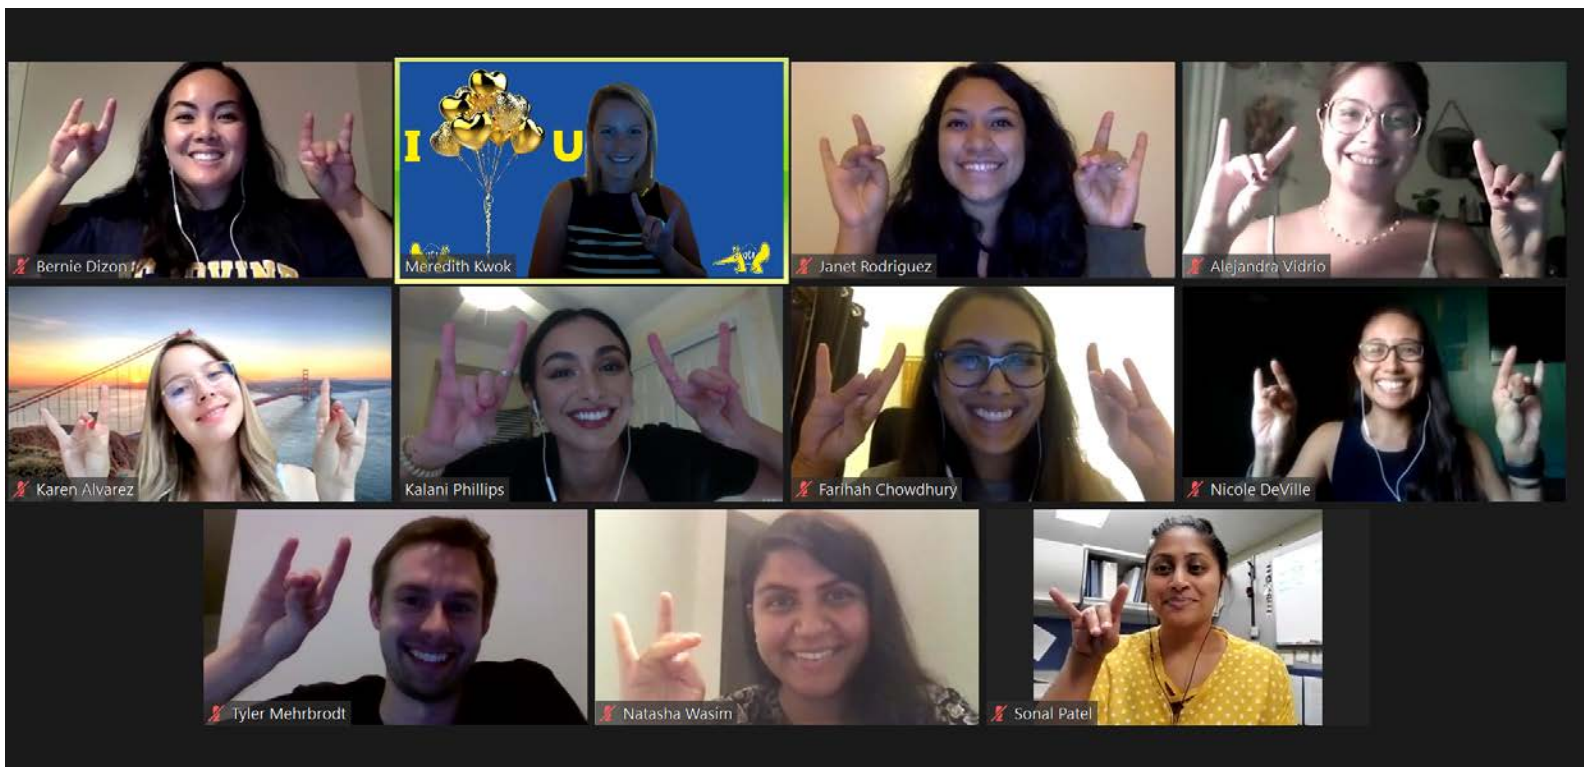 I U
Bernie Dizon
Meredith Kwok
Janet Rodriguez
Alejandra Vidrio
Karen Alvarez
Kalani Phillips
Farihah Chowdhury
Nicole DeVille
Tyler Mehrbrodt
Natasha Wasim
Sonal Patel